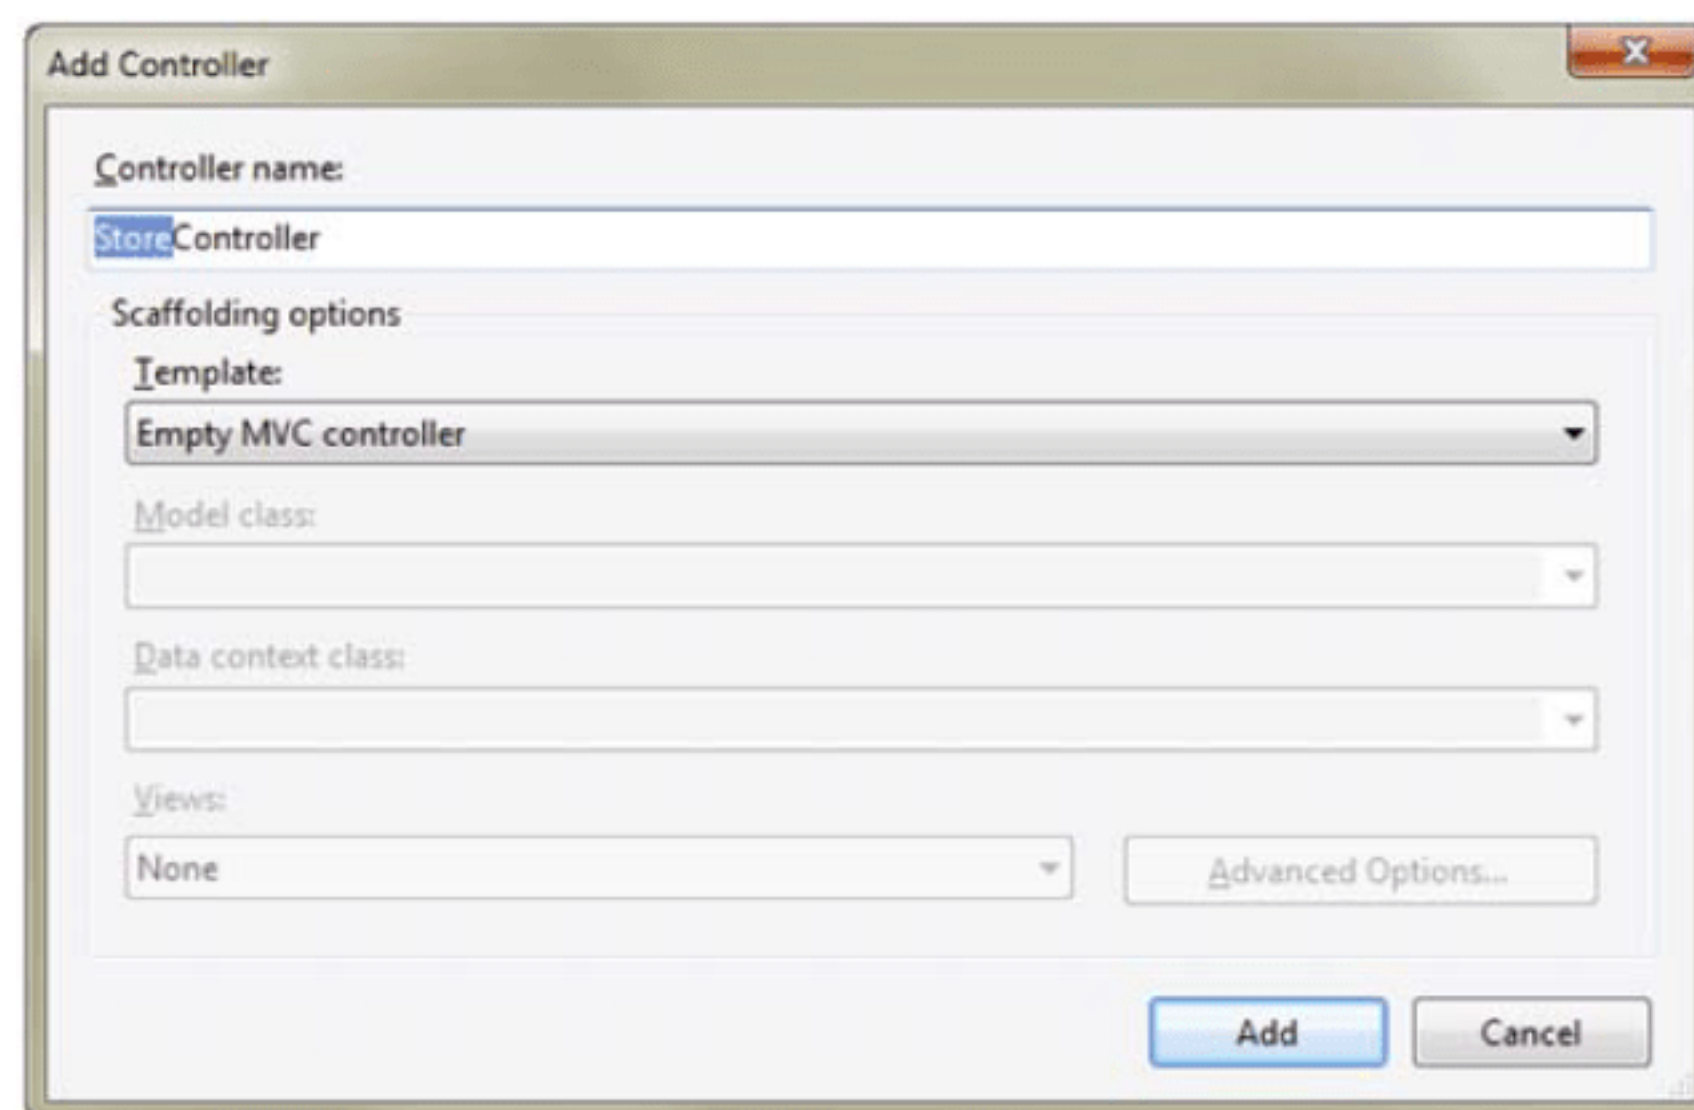 Add Controller
Controller name:
StoreController
Scaffolding options
Template:
Empty MVC controller
Model class:
Data context class:
Views:
None
Advanced Options...
Add
Cancel